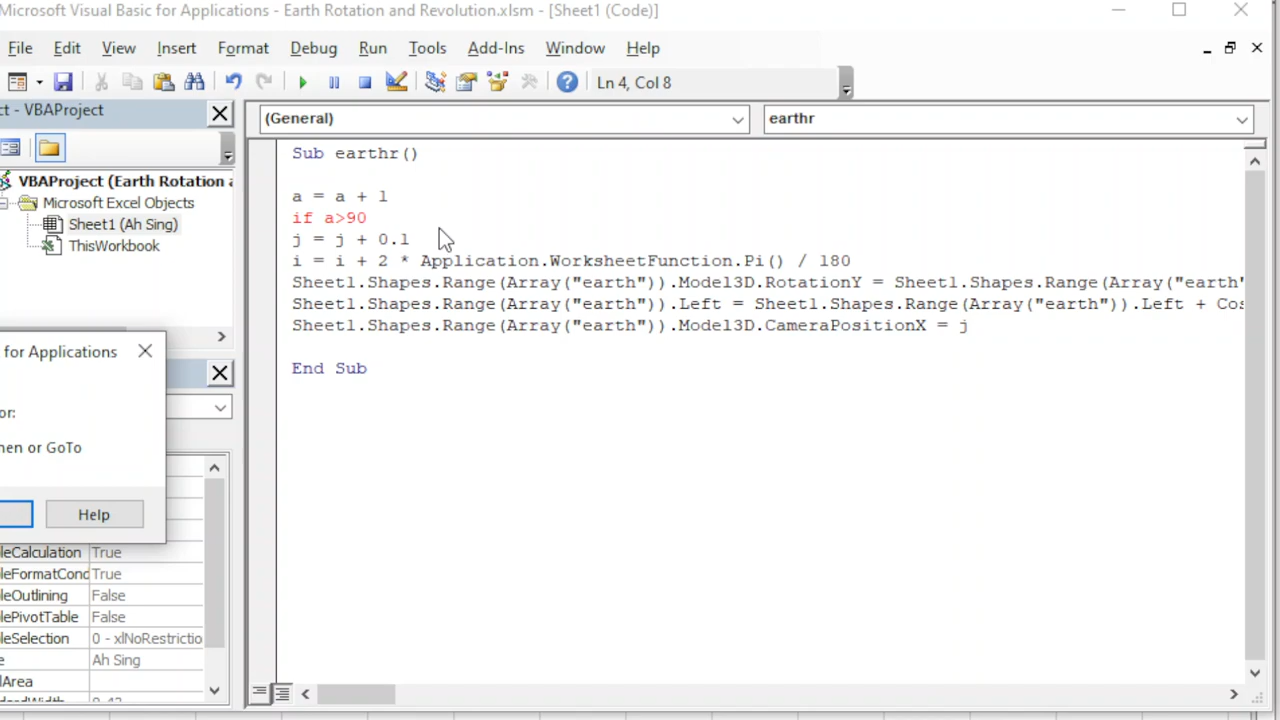 Microsoft Visual Basic for Applications - Earth Rotation and Revolution.xlsm - [Sheet1 (Code)]
File Edit View Insert Format Debug Run Tools Add-Ins Window Help
Ln 4, Col 8
ct - VBAProject
(General) earthr
VBAProject (Earth Rotation a
Microsoft Excel Objects
Sheet1 (Ah Sing)
ThisWorkbook
Sub earthr()
a = a + 1
if a>90
j = j + 0.1
i = i + 2 * Application.WorksheetFunction.Pi() / 180
Sheet1.Shapes.Range(Array("earth")).Model3D.RotationY = Sheet1.Shapes.Range(Array("earth"
Sheet1.Shapes.Range(Array("earth")).Left = Sheet1.Shapes.Range(Array("earth")).Left + Cos
Sheet1.Shapes.Range(Array("earth")).Model3D.CameraPositionX = j
End Sub
for Applications
or:
hen or GoTo
Help
leCalculation True
leFormatCond True
leOutlining False
lePivotTable False
leSelection 0 - xlNoRestrictio
e Ah Sing
lArea